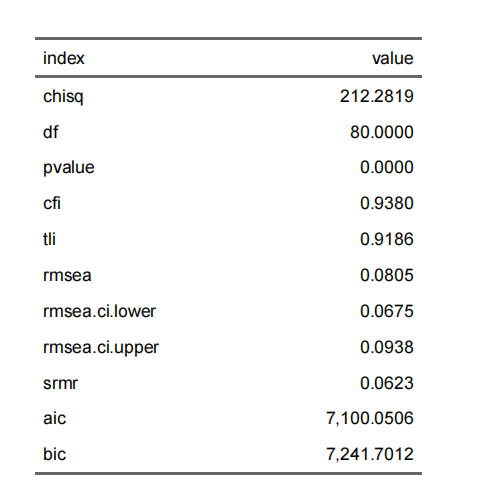 index value
chisq 212.2819
df 80.0000
pvalue 0.0000
cfi 0.9380
tli 0.9186
rmsea 0.0805
rmsea.ci.lower 0.0675
rmsea.ci.upper 0.0938
srmr 0.0623
aic 7,100.0506
bic 7,241.7012